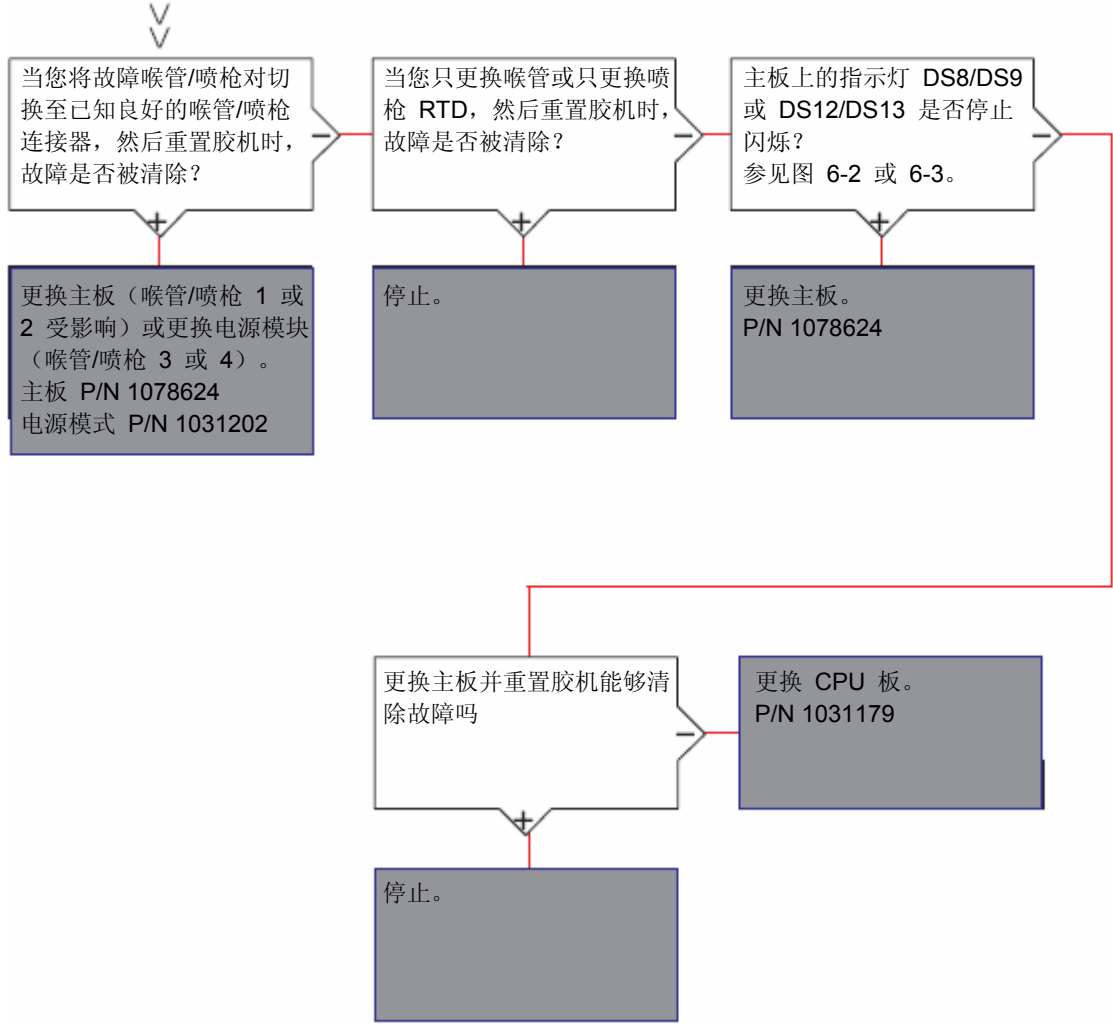 当您将故障喉管/喷枪对切
换至已知良好的喉管/喷枪
连接器，然后重置胶机时，
故障是否被清除？
当您只更换喉管或只更换喷
枪 RTD，然后重置胶机时，
故障是否被清除？
主板上的指示灯 DS8/DS9
或 DS12/DS13 是否停止
闪烁？
参见图 6-2 或 6-3。
更换主板（喉管/喷枪 1 或
2 受影响）或更换电源模块
（喉管/喷枪 3 或 4）。
主板 P/N 1078624
电源模式 P/N 1031202
停止。
更换主板。
P/N 1078624
更换主板并重置胶机能够清
除故障吗
更换 CPU 板。
P/N 1031179
停止。